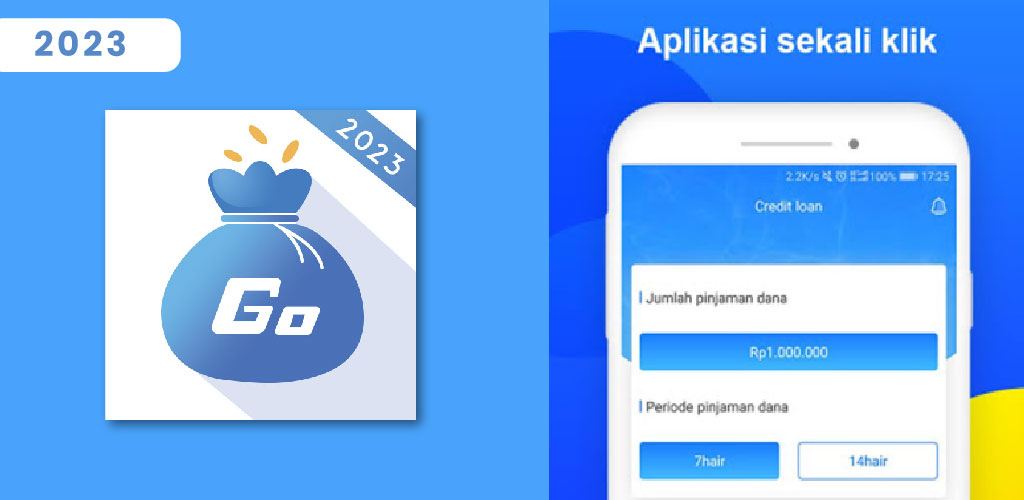 2023
2023
Go
Aplikasi sekali klik
2.2K/s 100% 17:25
Credit loan
Jumlah pinjaman dana
Rp1.000.000
Periode pinjaman dana
7hair
14hair